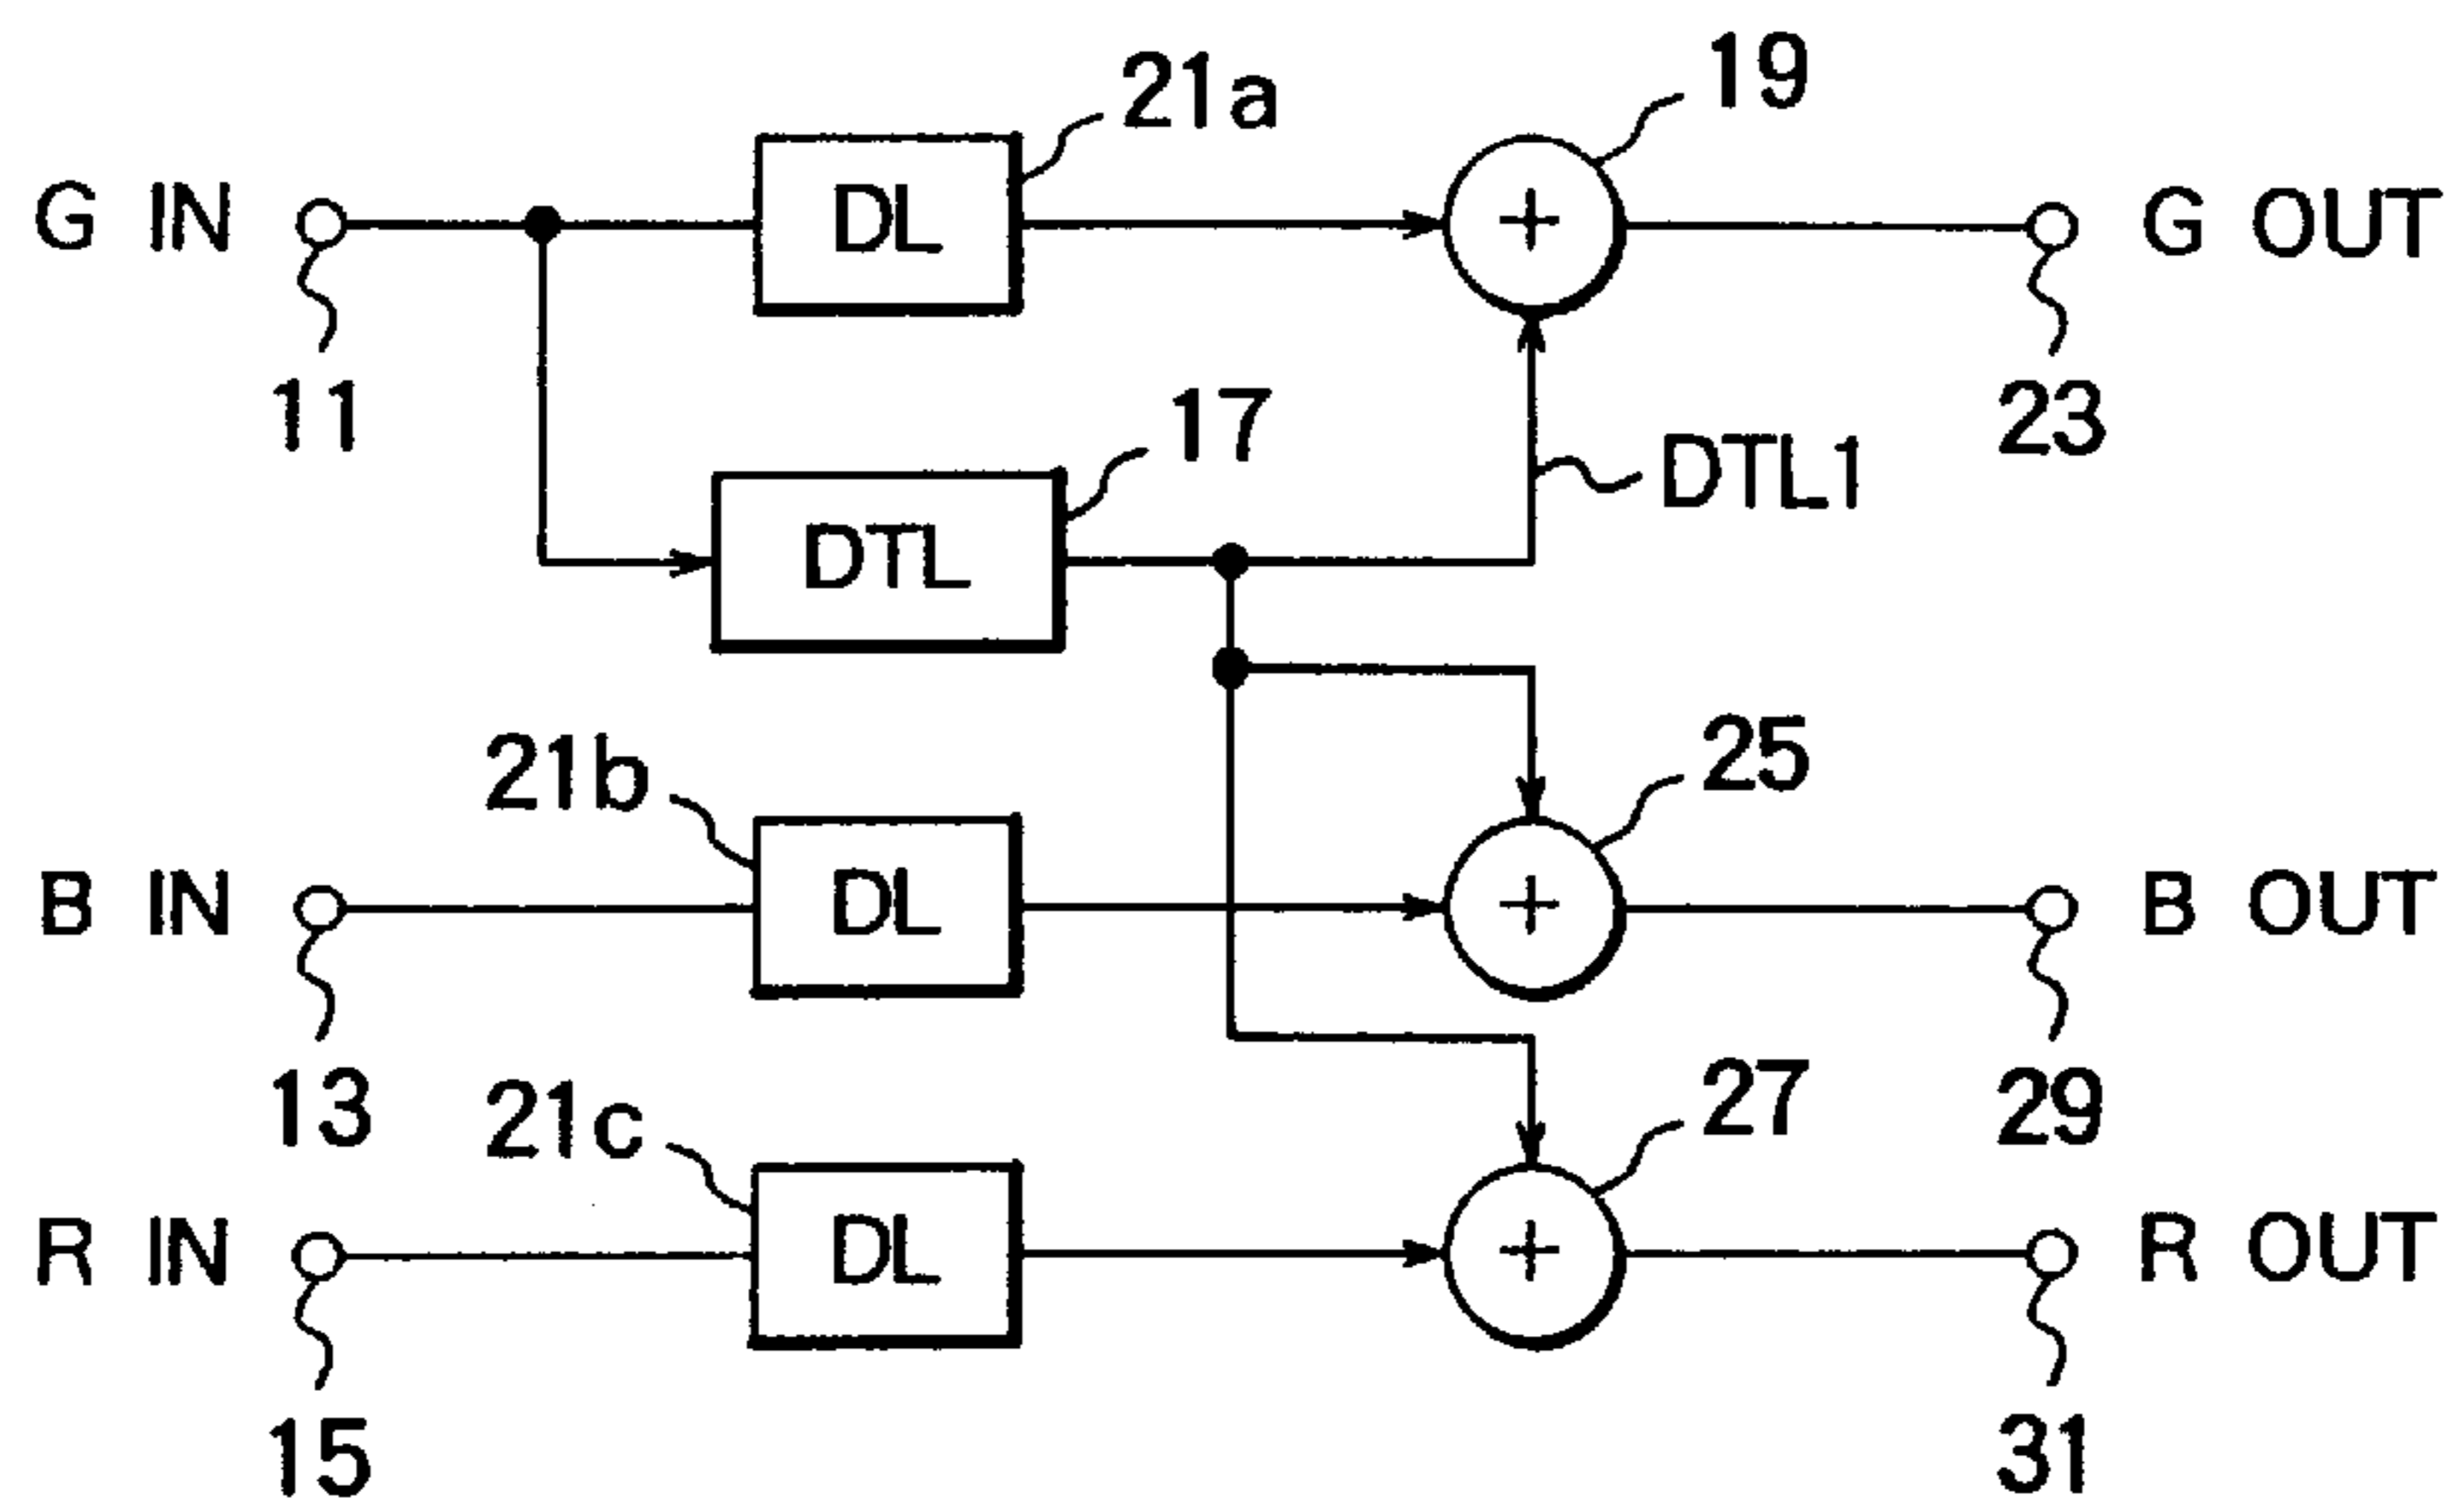 21a
19
G IN
DL
+
G OUT
11
17
23
DTL1
DTL
21b
25
B IN
DL
+
B OUT
13
21c
27
29
R IN
DL
+
R OUT
15
31